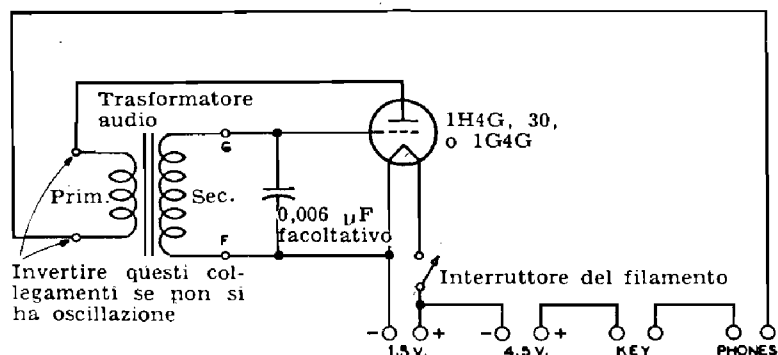 Trasformatore
audio
1H4G, 30,
o 1G4G
G
Prim.
Sec.
0,006 µF
facoltativo
F
Invertire questi col-
legamenti se non si
ha oscillazione
Interruttore del filamento
- + - +
1.5 V. 4.5 V. KEY PHONES